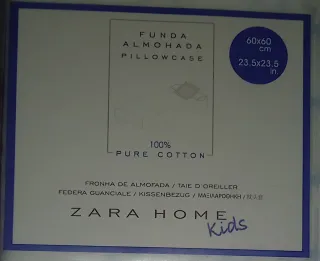 FUNDA
ALMOHADA
PILLOWCASE
60x60
cm
23.5x23.5
in.
100%
PURE COTTON
FRONHA DE ALMOFADA / TAIE D'OREILLER
FEDERA GUANCIALE / KISSENBEZUG / ΜΑΞΙΛΑΡΟΘΗΚΗ /
ZARA HOME
Kids